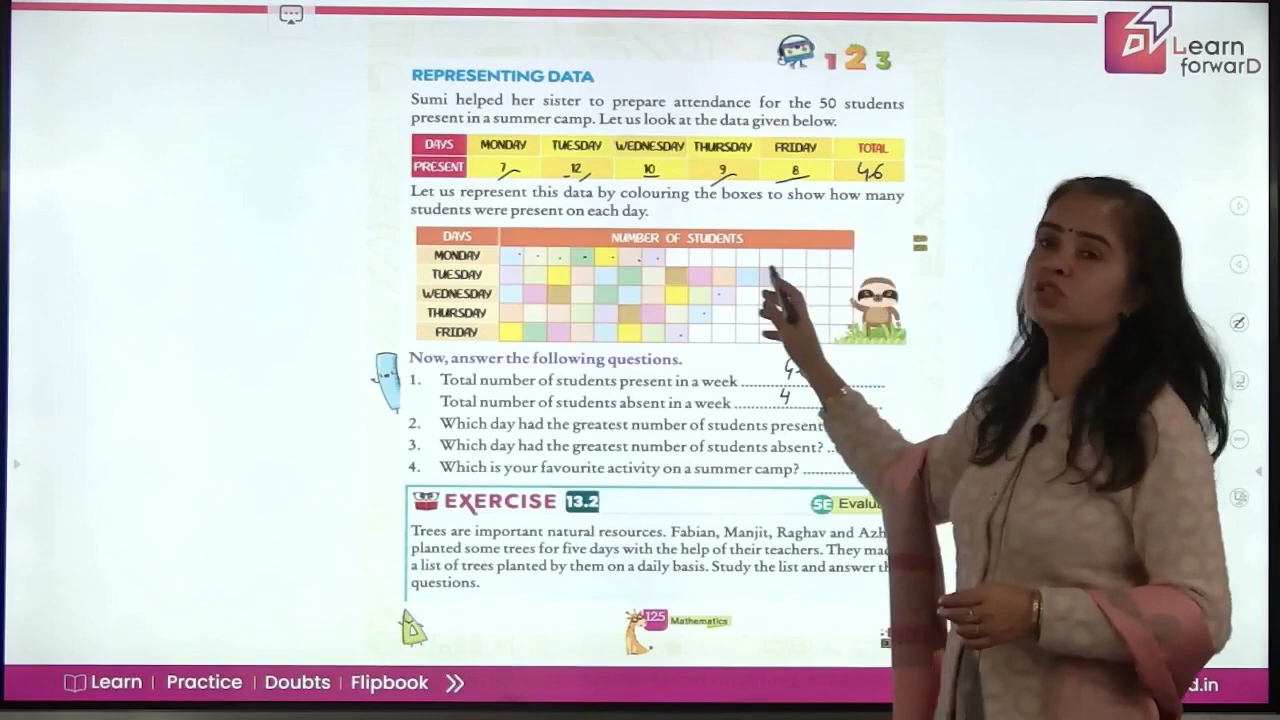 1 2 3
Learn
forwarD
REPRESENTING DATA
Sumi helped her sister to prepare attendance for the 50 students
present in a summer camp. Let us look at the data given below.
DAYS MONDAY TUESDAY WEDNESDAY THURSDAY FRIDAY TOTAL
PRESENT 7 12 10 9 8 46
Let us represent this data by colouring the boxes to show how many
students were present on each day.
DAYS NUMBER OF STUDENTS
MONDAY
TUESDAY
WEDNESDAY
THURSDAY
FRIDAY
Now, answer the following questions.
1. Total number of students present in a week
Total number of students absent in a week 4
2. Which day had the greatest number of students present
3. Which day had the greatest number of students absent?
4. Which is your favourite activity on a summer camp?
EXERCISE 13.2 5E
Trees are important natural resources. Fabian, Manjit, Raghav and
planted some trees for five days with the help of their teachers. They
a list of trees planted by them on a daily basis. Study the list and answer
questions.
125 Mathematics
Learn | Practice | Doubts | Flipbook
d.in